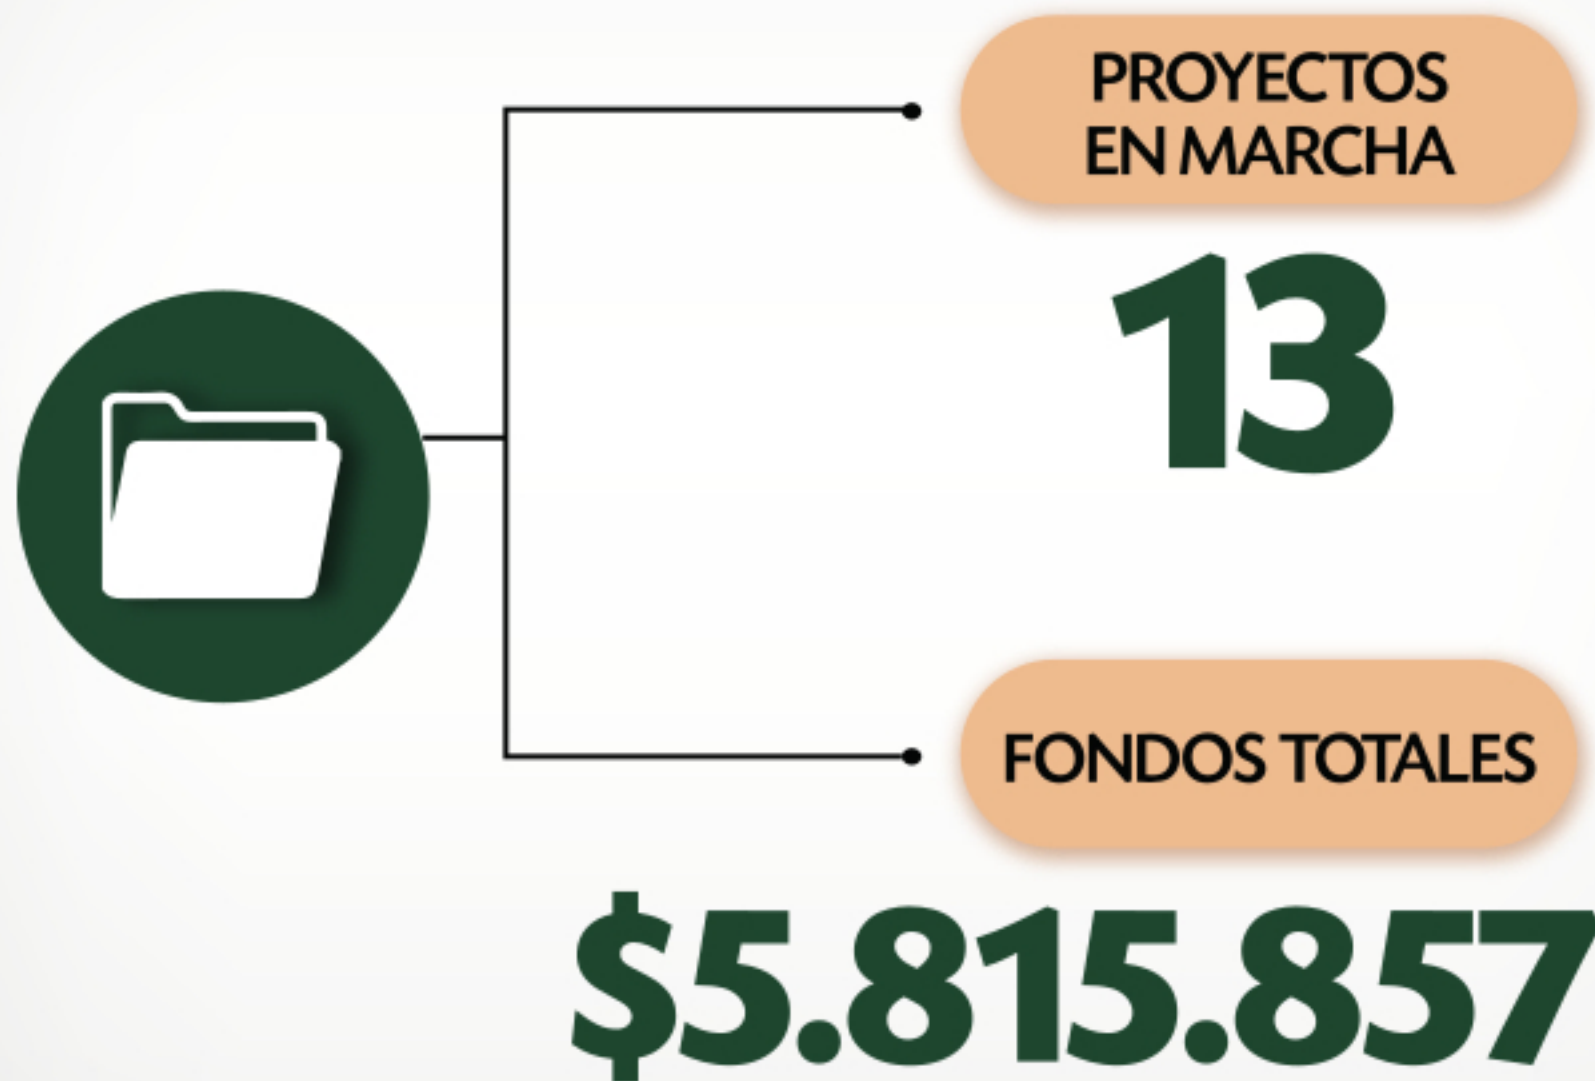 PROYECTOS
EN MARCHA
13
FONDOS TOTALES
$5.815.857